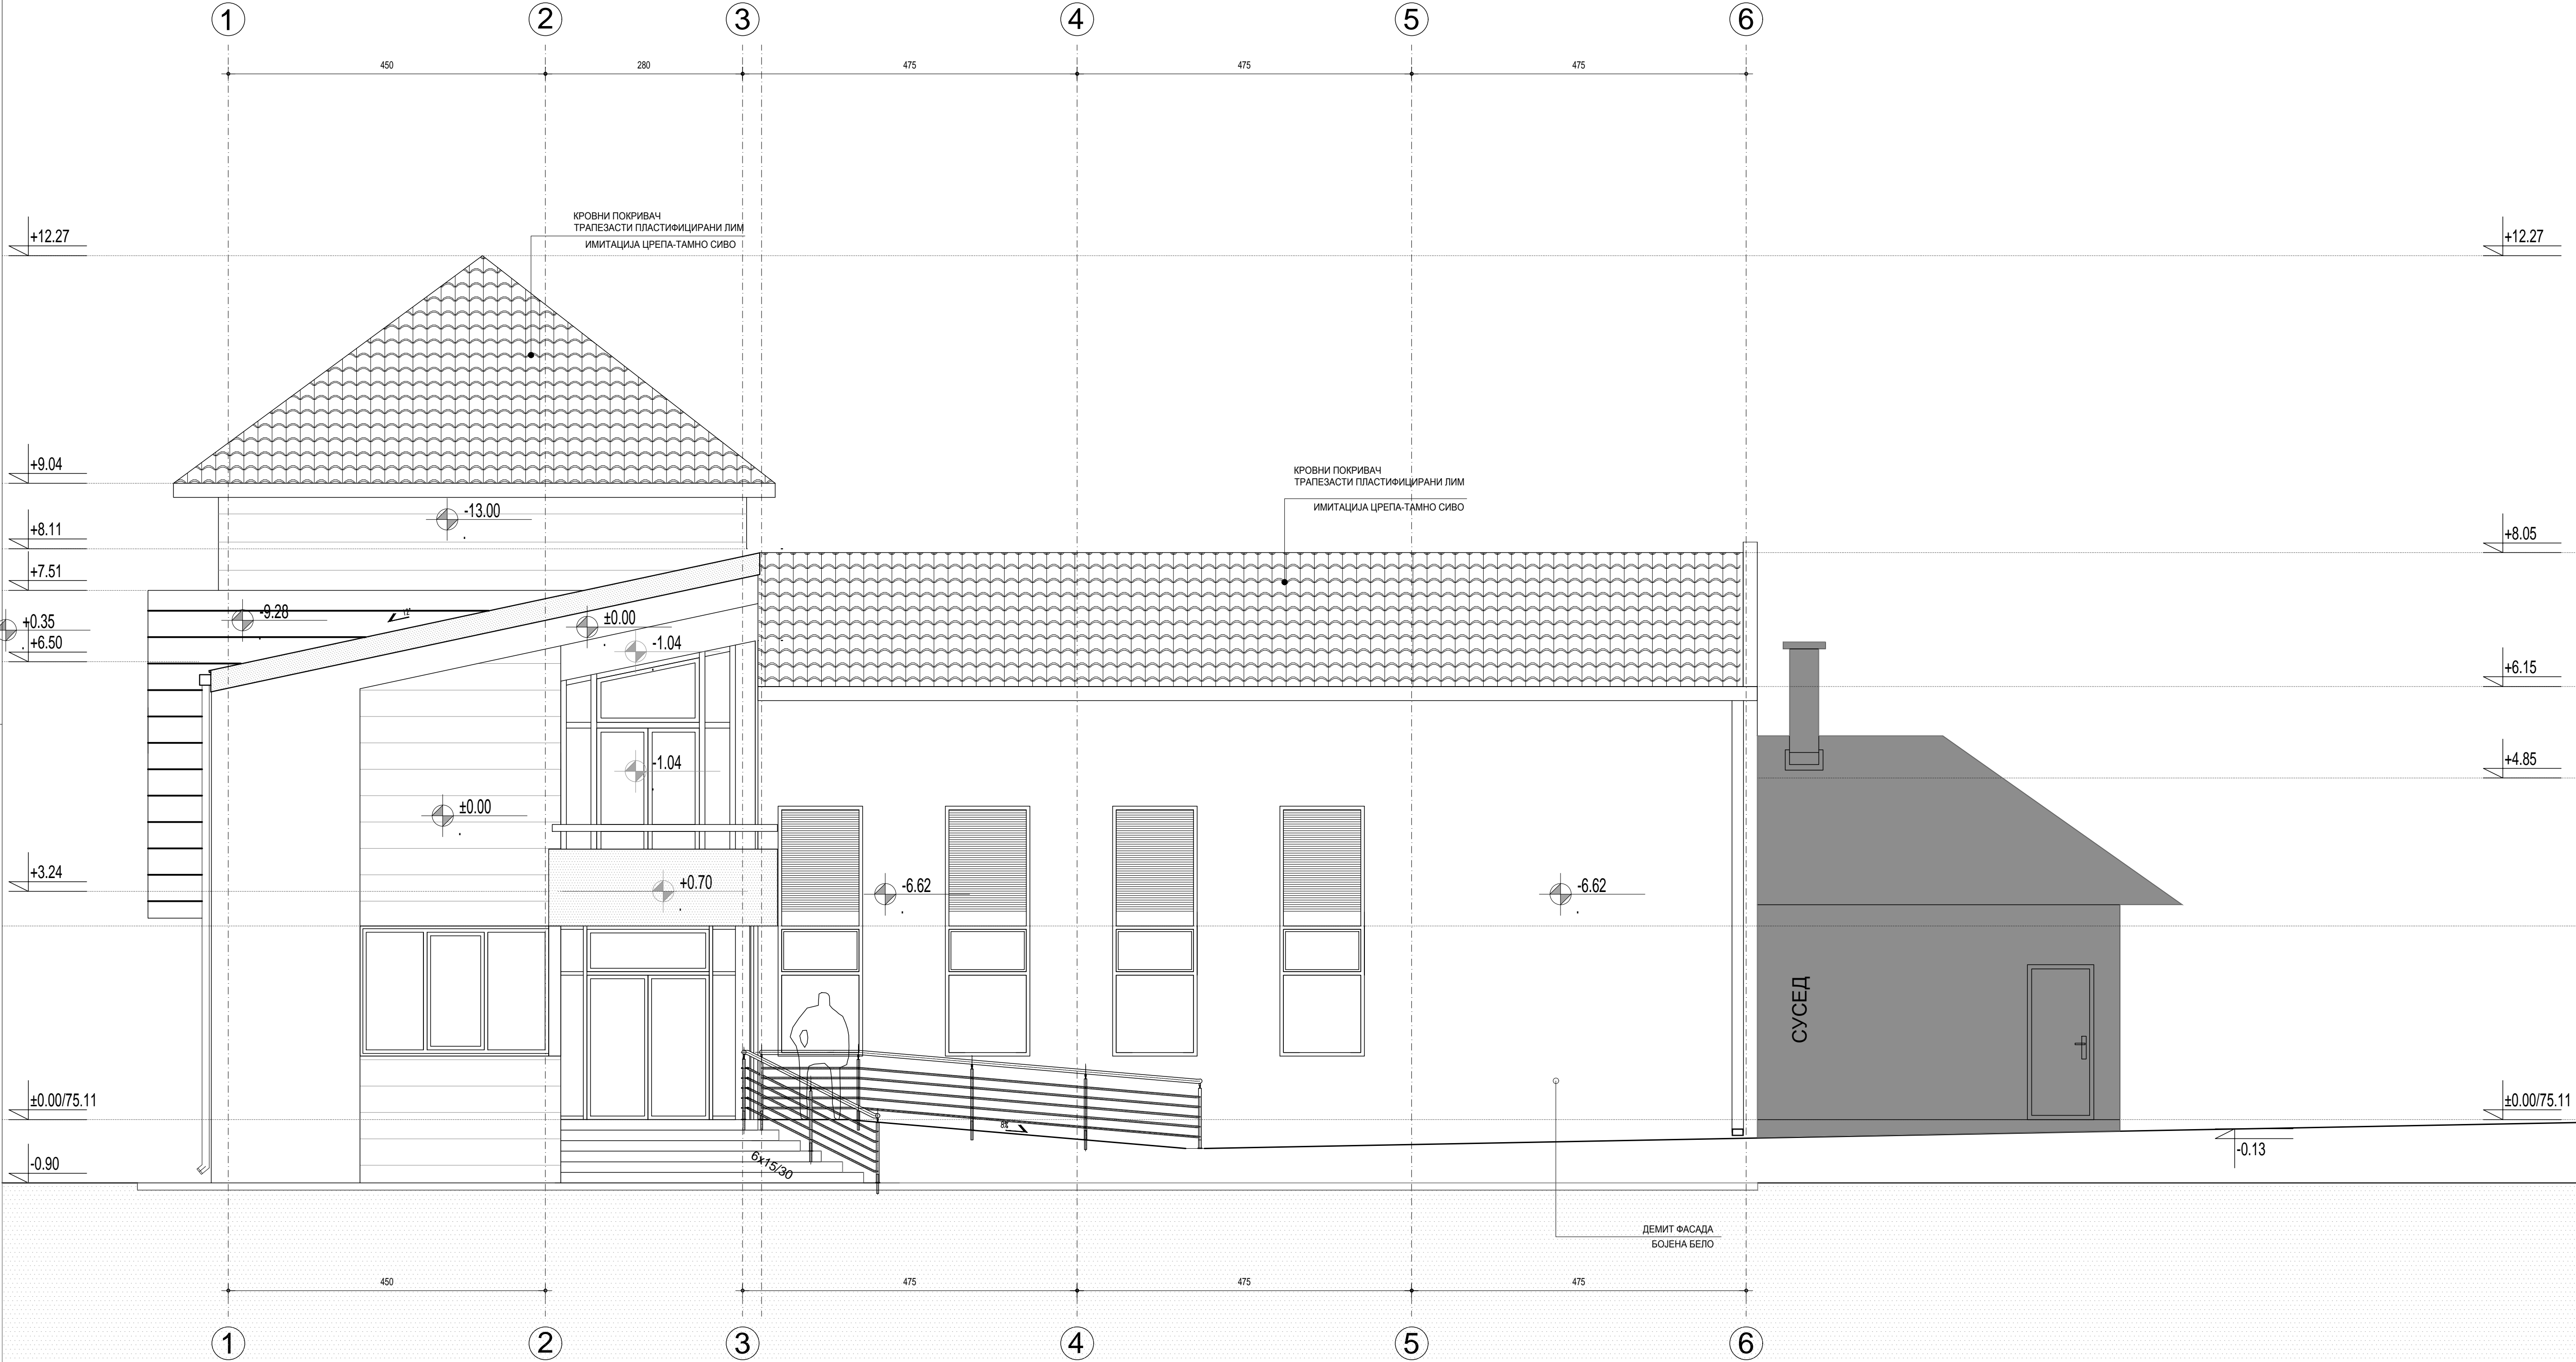 1 2 3 4 5 6
450 280 475 475 475
КРОВНИ ПОКРИВАЧ
ТРАПЕЗАСТИ ПЛАСТИФИЦИРАНИ ЛИМ
ИМИТАЦИЈА ЦРЕПА-ТАМНО СИВО
+12.27
+12.27
+9.04
КРОВНИ ПОКРИВАЧ
ТРАПЕЗАСТИ ПЛАСТИФИЦИРАНИ ЛИМ
ИМИТАЦИЈА ЦРЕПА-ТАМНО СИВО
-13.00
+8.11
+8.05
+7.51
-9.28
12°
±0.00
+0.35
+6.50
-1.04
+6.15
-1.04
+4.85
±0.00
+3.24
+0.70
-6.62
-6.62
СУСЕД
±0.00/75.11
±0.00/75.11
8%
-0.90
6x15/30
-0.13
ДЕМИТ ФАСАДА
БОЈЕНА БЕЛО
450 475 475 475
1 2 3 4 5 6